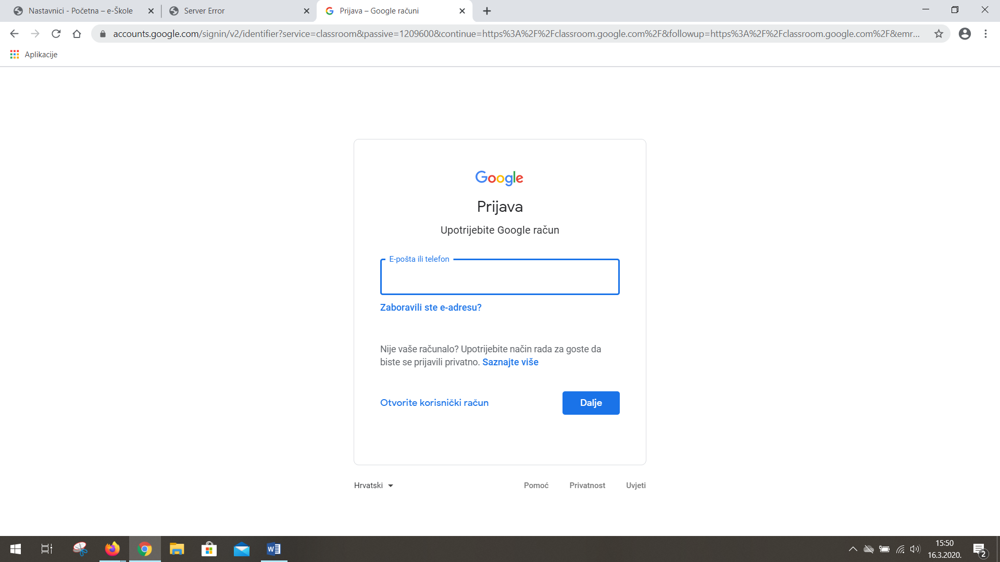 Nastavnici - Početna – e-Škole
Server Error
Prijava – Google računi
accounts.google.com/signin/v2/identifier?service=classroom&passive=1209600&continue=https%3A%2F%2Fclassroom.google.com%2F&followup=https%3A%2F%2Fclassroom.google.com%2F&emr...
Aplikacije
Google
Prijava
Upotrijebite Google račun
E-pošta ili telefon
Zaboravili ste e-adresu?
Nije vaše računalo? Upotrijebite način rada za goste da
biste se prijavili privatno. Saznajte više
Otvorite korisnički račun
Dalje
Hrvatski
Pomoć
Privatnost
Uvjeti
15:50
16.3.2020.
2